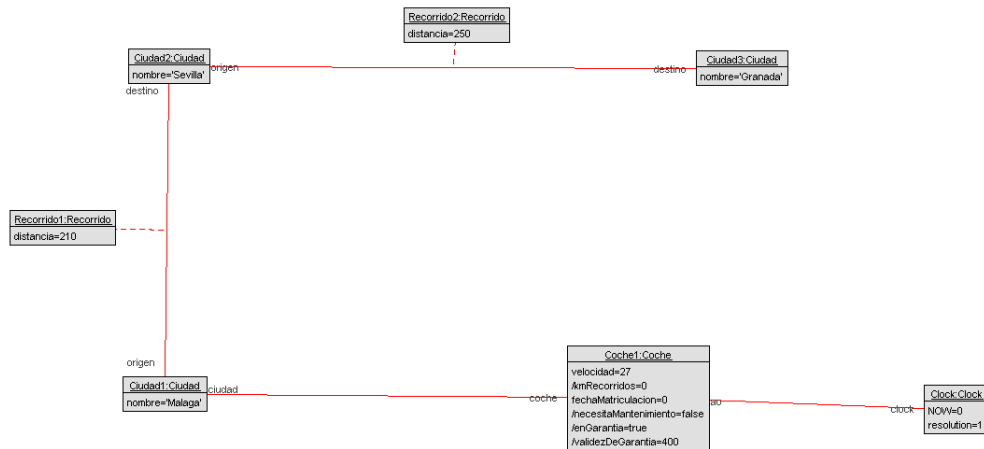 Recorrido2:Recorrido
distancia=250
Ciudad2:Ciudad
nombre='Sevilla'
origen
destino
destino
Ciudad3:Ciudad
nombre='Granada'
Recorrido1:Recorrido
distancia=210
origen
Ciudad1:Ciudad
nombre='Malaga'
ciudad
coche
Coche1:Coche
velocidad=27
/kmRecorridos=0
fechaMatriculacion=0
/necesitaMantenimiento=false
/enGarantia=true
/validezDeGarantia=400
ao
clock
Clock:Clock
NOW=0
resolution=1